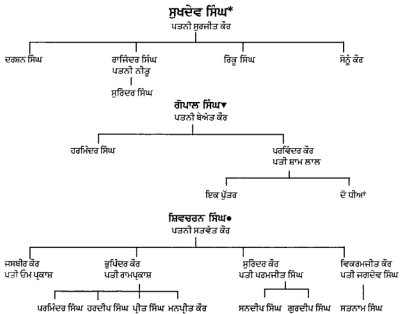 ਸੁਖਦੇਵ ਸਿੰਘ*
ਪਤਨੀ ਸੁਰਜੀਤ ਕੌਰ
ਦਰਸ਼ਨ ਸਿੰਘ ਰਾਜਿੰਦਰ ਸਿੰਘ ਰਿੰਕੂ ਸਿੰਘ ਸੋਨੂੰ ਕੌਰ
ਪਤਨੀ ਨੀਤੂ
ਸੁਰਿੰਦਰ ਸਿੰਘ
ਗੋਪਾਲ ਸਿੰਘ▾
ਪਤਨੀ ਬੇਅੰਤ ਕੌਰ
ਹਰਮਿੰਦਰ ਸਿੰਘ ਪਰਵਿੰਦਰ ਕੌਰ
ਪਤੀ ਸ਼ਾਮ ਲਾਲ
ਇਕ ਪੁੱਤਰ ਦੋ ਧੀਆਂ
ਸ਼ਿਵਚਰਨ ਸਿੰਘ●
ਪਤਨੀ ਸਤਵੰਤ ਕੌਰ
ਜਸਬੀਰ ਕੌਰ ਭੁਪਿੰਦਰ ਕੌਰ ਸੁਰਿਦਰ ਕੌਰ ਵਿਕਰਮਜੀਤ ਕੌਰ
ਪਤੀ ਓਮ ਪ੍ਰਕਾਸ਼ ਪਤੀ ਰਾਮਪ੍ਰਕਾਸ਼ ਪਤੀ ਪਰਮਜੀਤ ਸਿੰਘ ਪਤੀ ਜਗਦੇਵ ਸਿੰਘ
ਪਰਮਿੰਦਰ ਸਿੰਘ ਹਰਦੀਪ ਸਿੰਘ ਪ੍ਰੀਤ ਸਿੰਘ ਮਨਪ੍ਰੀਤ ਕੌਰ ਸਨਦੀਪ ਸਿੰਘ ਗੁਰਦੀਪ ਸਿੰਘ ਸਤਨਾਮ ਸਿੰਘ